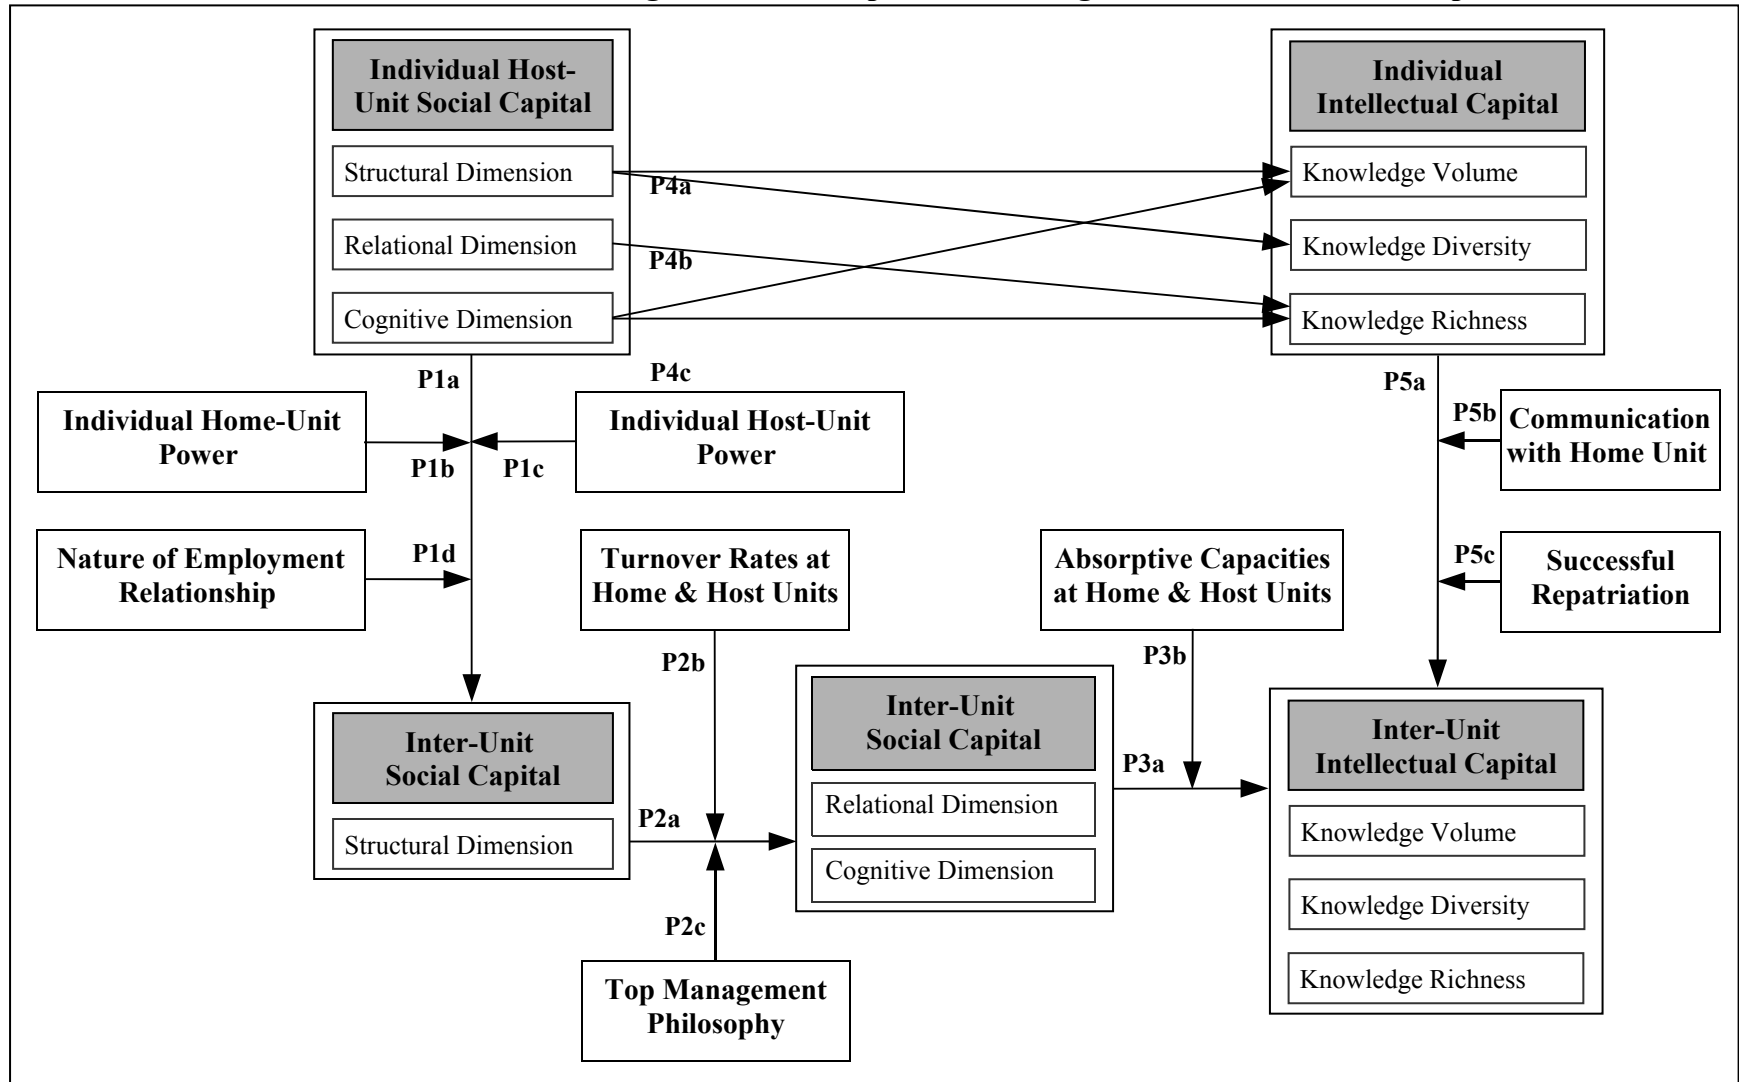 Individual Host-
Unit Social Capital
Structural Dimension
Relational Dimension
Cognitive Dimension
Individual
Intellectual Capital
Knowledge Volume
Knowledge Diversity
Knowledge Richness
P4a
P4b
P4c
P1a
P5a
Individual Home-Unit
Power
P1b
P1c
Individual Host-Unit
Power
P5b
Communication
with Home Unit
Nature of Employment
Relationship
P1d
Turnover Rates at
Home & Host Units
Absorptive Capacities
at Home & Host Units
P5c
Successful
Repatriation
P2b
P3b
Inter-Unit
Social Capital
Structural Dimension
P2a
Inter-Unit
Social Capital
Relational Dimension
Cognitive Dimension
P3a
Inter-Unit
Intellectual Capital
Knowledge Volume
Knowledge Diversity
Knowledge Richness
P2c
Top Management
Philosophy